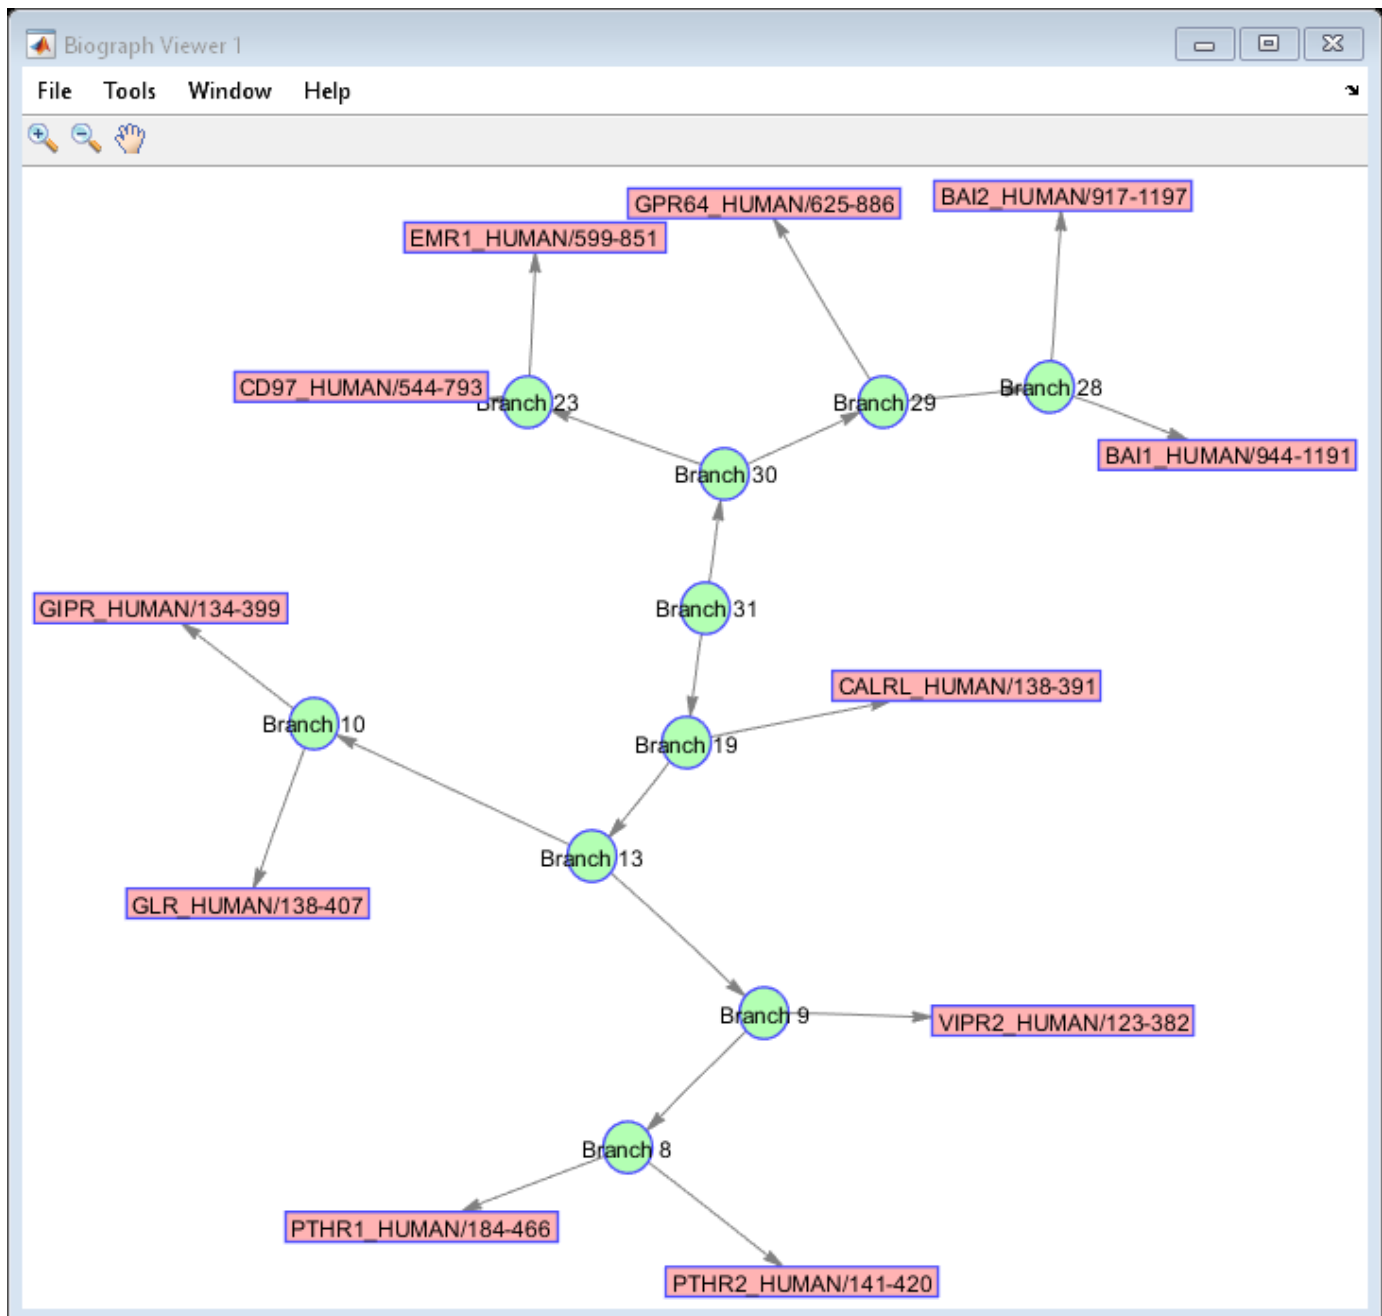 Biograph Viewer 1
File Tools Window Help
BAI2_HUMAN/917-1197
GPR64_HUMAN/625-886
EMR1_HUMAN/599-851
CD97_HUMAN/544-793
Branch 23
Branch 29
Branch 28
BAI1_HUMAN/944-1191
Branch 30
GIPR_HUMAN/134-399
Branch 31
CALRL_HUMAN/138-391
Branch 10
Branch 19
Branch 13
GLR_HUMAN/138-407
Branch 9
VIPR2_HUMAN/123-382
Branch 8
PTHR1_HUMAN/184-466
PTHR2_HUMAN/141-420